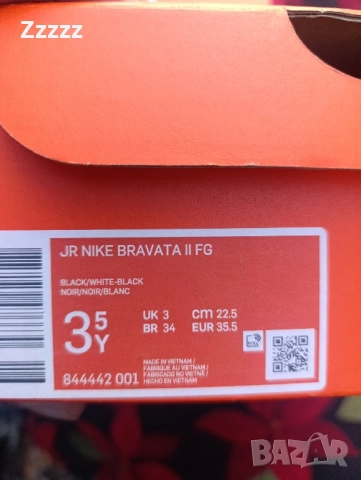 Zzzzz
JR NIKE BRAVATA II FG
BLACK/WHITE-BLACK
NOIR/NOIR/BLANC
3.5Y
UK 3 CM 22.5
BR 34 EUR 35.5
844442 001
MADE IN VIETNAM /
FABRIQUÉ AU VIETNAM /
FABRICADO NO VIETNÃ /
HECHO EN VIETNAM
BAZAR